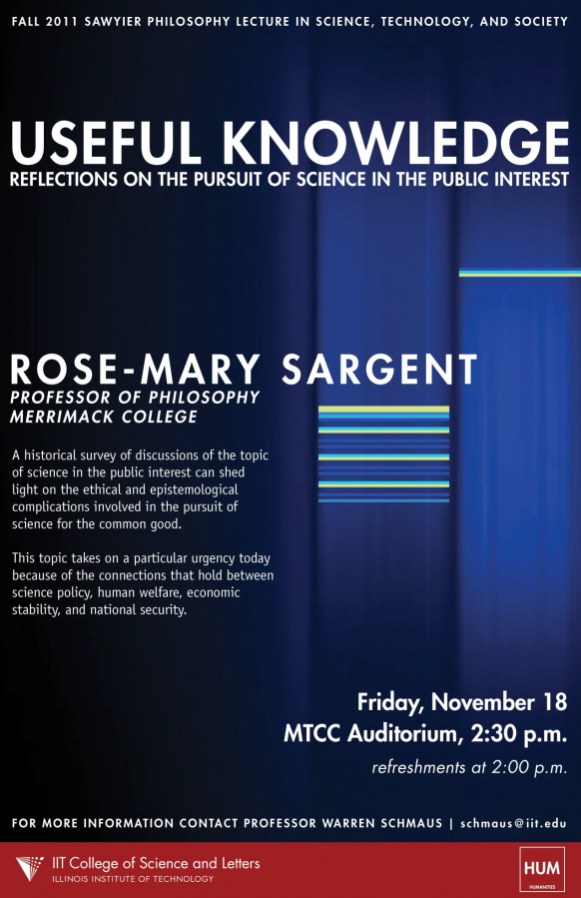 FALL 2011 SAWYIER PHILOSOPHY LECTURE IN SCIENCE, TECHNOLOGY, AND SOCIETY
USEFUL KNOWLEDGE
REFLECTIONS ON THE PURSUIT OF SCIENCE IN THE PUBLIC INTEREST
ROSE-MARY SARGENT
PROFESSOR OF PHILOSOPHY
MERRIMACK COLLEGE
A historical survey of discussions of the topic
of science in the public interest can shed
light on the ethical and epistemological
complications involved in the pursuit of
science for the common good.
This topic takes on a particular urgency today
because of the connections that hold between
science policy, human welfare, economic
stability, and national security.
Friday, November 18
MTCC Auditorium, 2:30 p.m.
refreshments at 2:00 p.m.
FOR MORE INFORMATION CONTACT PROFESSOR WARREN SCHMAUS | schmaus@iit.edu
IIT College of Science and Letters
ILLINOIS INSTITUTE OF TECHNOLOGY
HUM
HUMANITIES